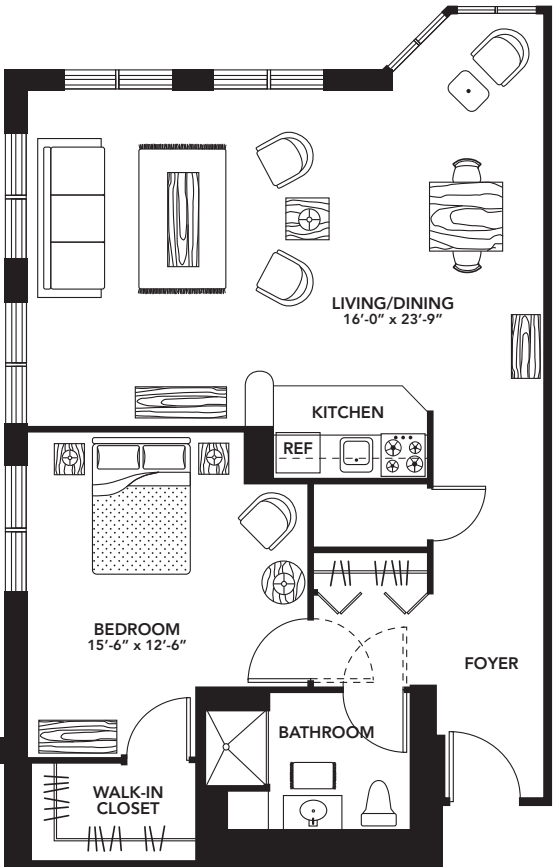 LIVING/DINING
16’-0” x 23’-9”
KITCHEN
REF
BEDROOM
15’-6” x 12’-6”
FOYER
BATHROOM
WALK-IN
CLOSET